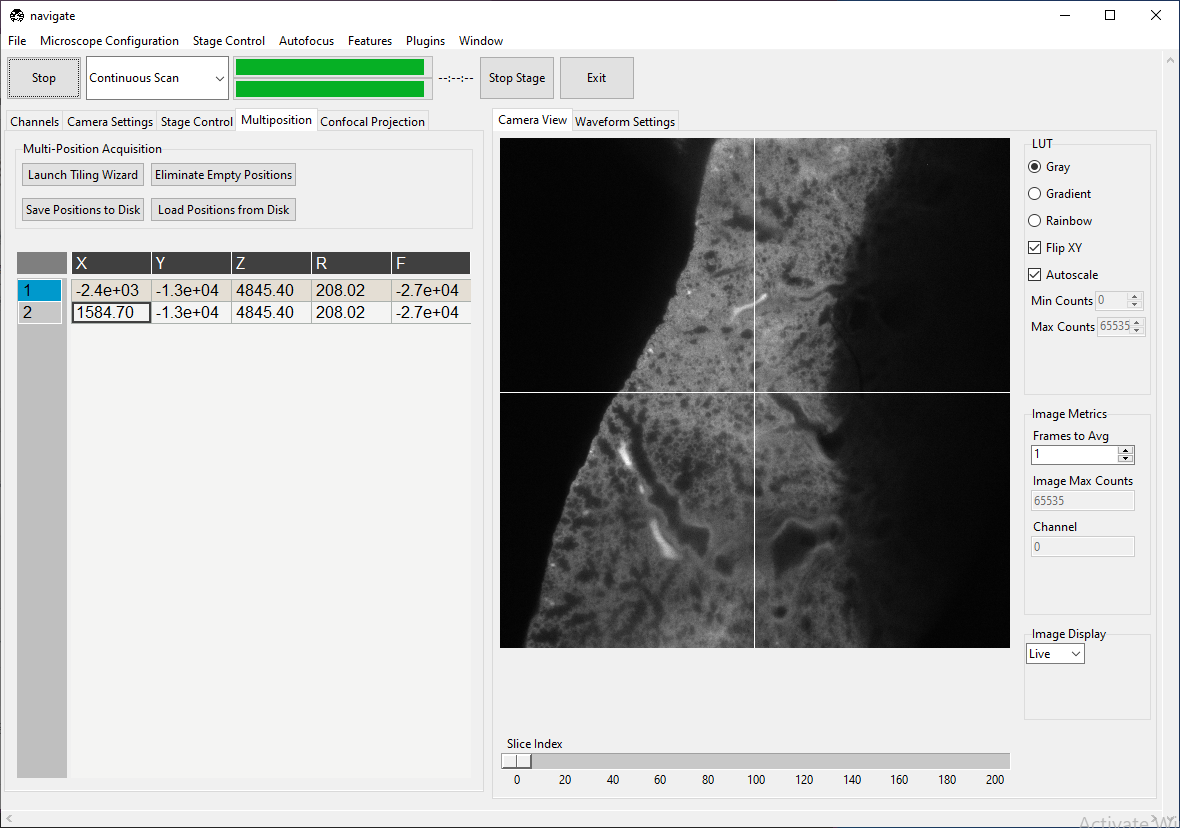 navigate
File Microscope Configuration Stage Control Autofocus Features Plugins Window
Stop Continuous Scan --:--:-- Stop Stage Exit
Channels Camera Settings Stage Control Multiposition Confocal Projection
Multi-Position Acquisition
Launch Tiling Wizard Eliminate Empty Positions
Save Positions to Disk Load Positions from Disk
X Y Z R F
1 -2.4e+03 -1.3e+04 4845.40 208.02 -2.7e+04
2 1584.70 -1.3e+04 4845.40 208.02 -2.7e+04
Camera View Waveform Settings
LUT
Gray
Gradient
Rainbow
Flip XY
Autoscale
Min Counts 0
Max Counts 65535
Image Metrics
Frames to Avg
1
Image Max Counts
65535
Channel
0
Image Display
Live
Slice Index
0 20 40 60 80 100 120 140 160 180 200
Activate